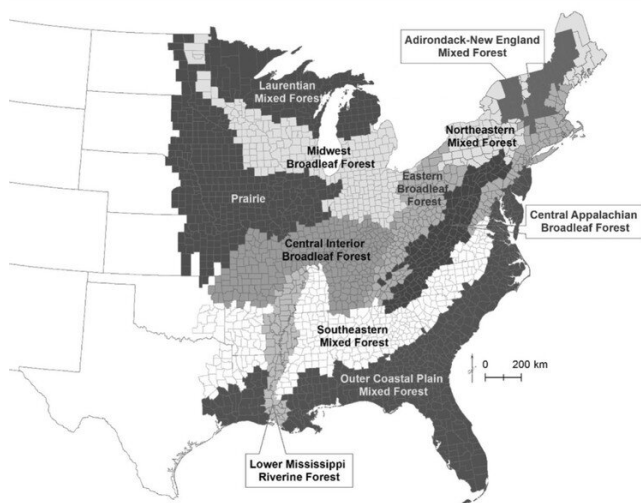 Adirondack-New England
Mixed Forest
Laurentian
Mixed Forest
Northeastern
Mixed Forest
Midwest
Broadleaf Forest
Eastern
Broadleaf
Forest
Prairie
Central Appalachian
Broadleaf Forest
Central Interior
Broadleaf Forest
Southeastern
Mixed Forest
0 200 km
Outer Coastal Plain
Mixed Forest
Lower Mississippi
Riverine Forest